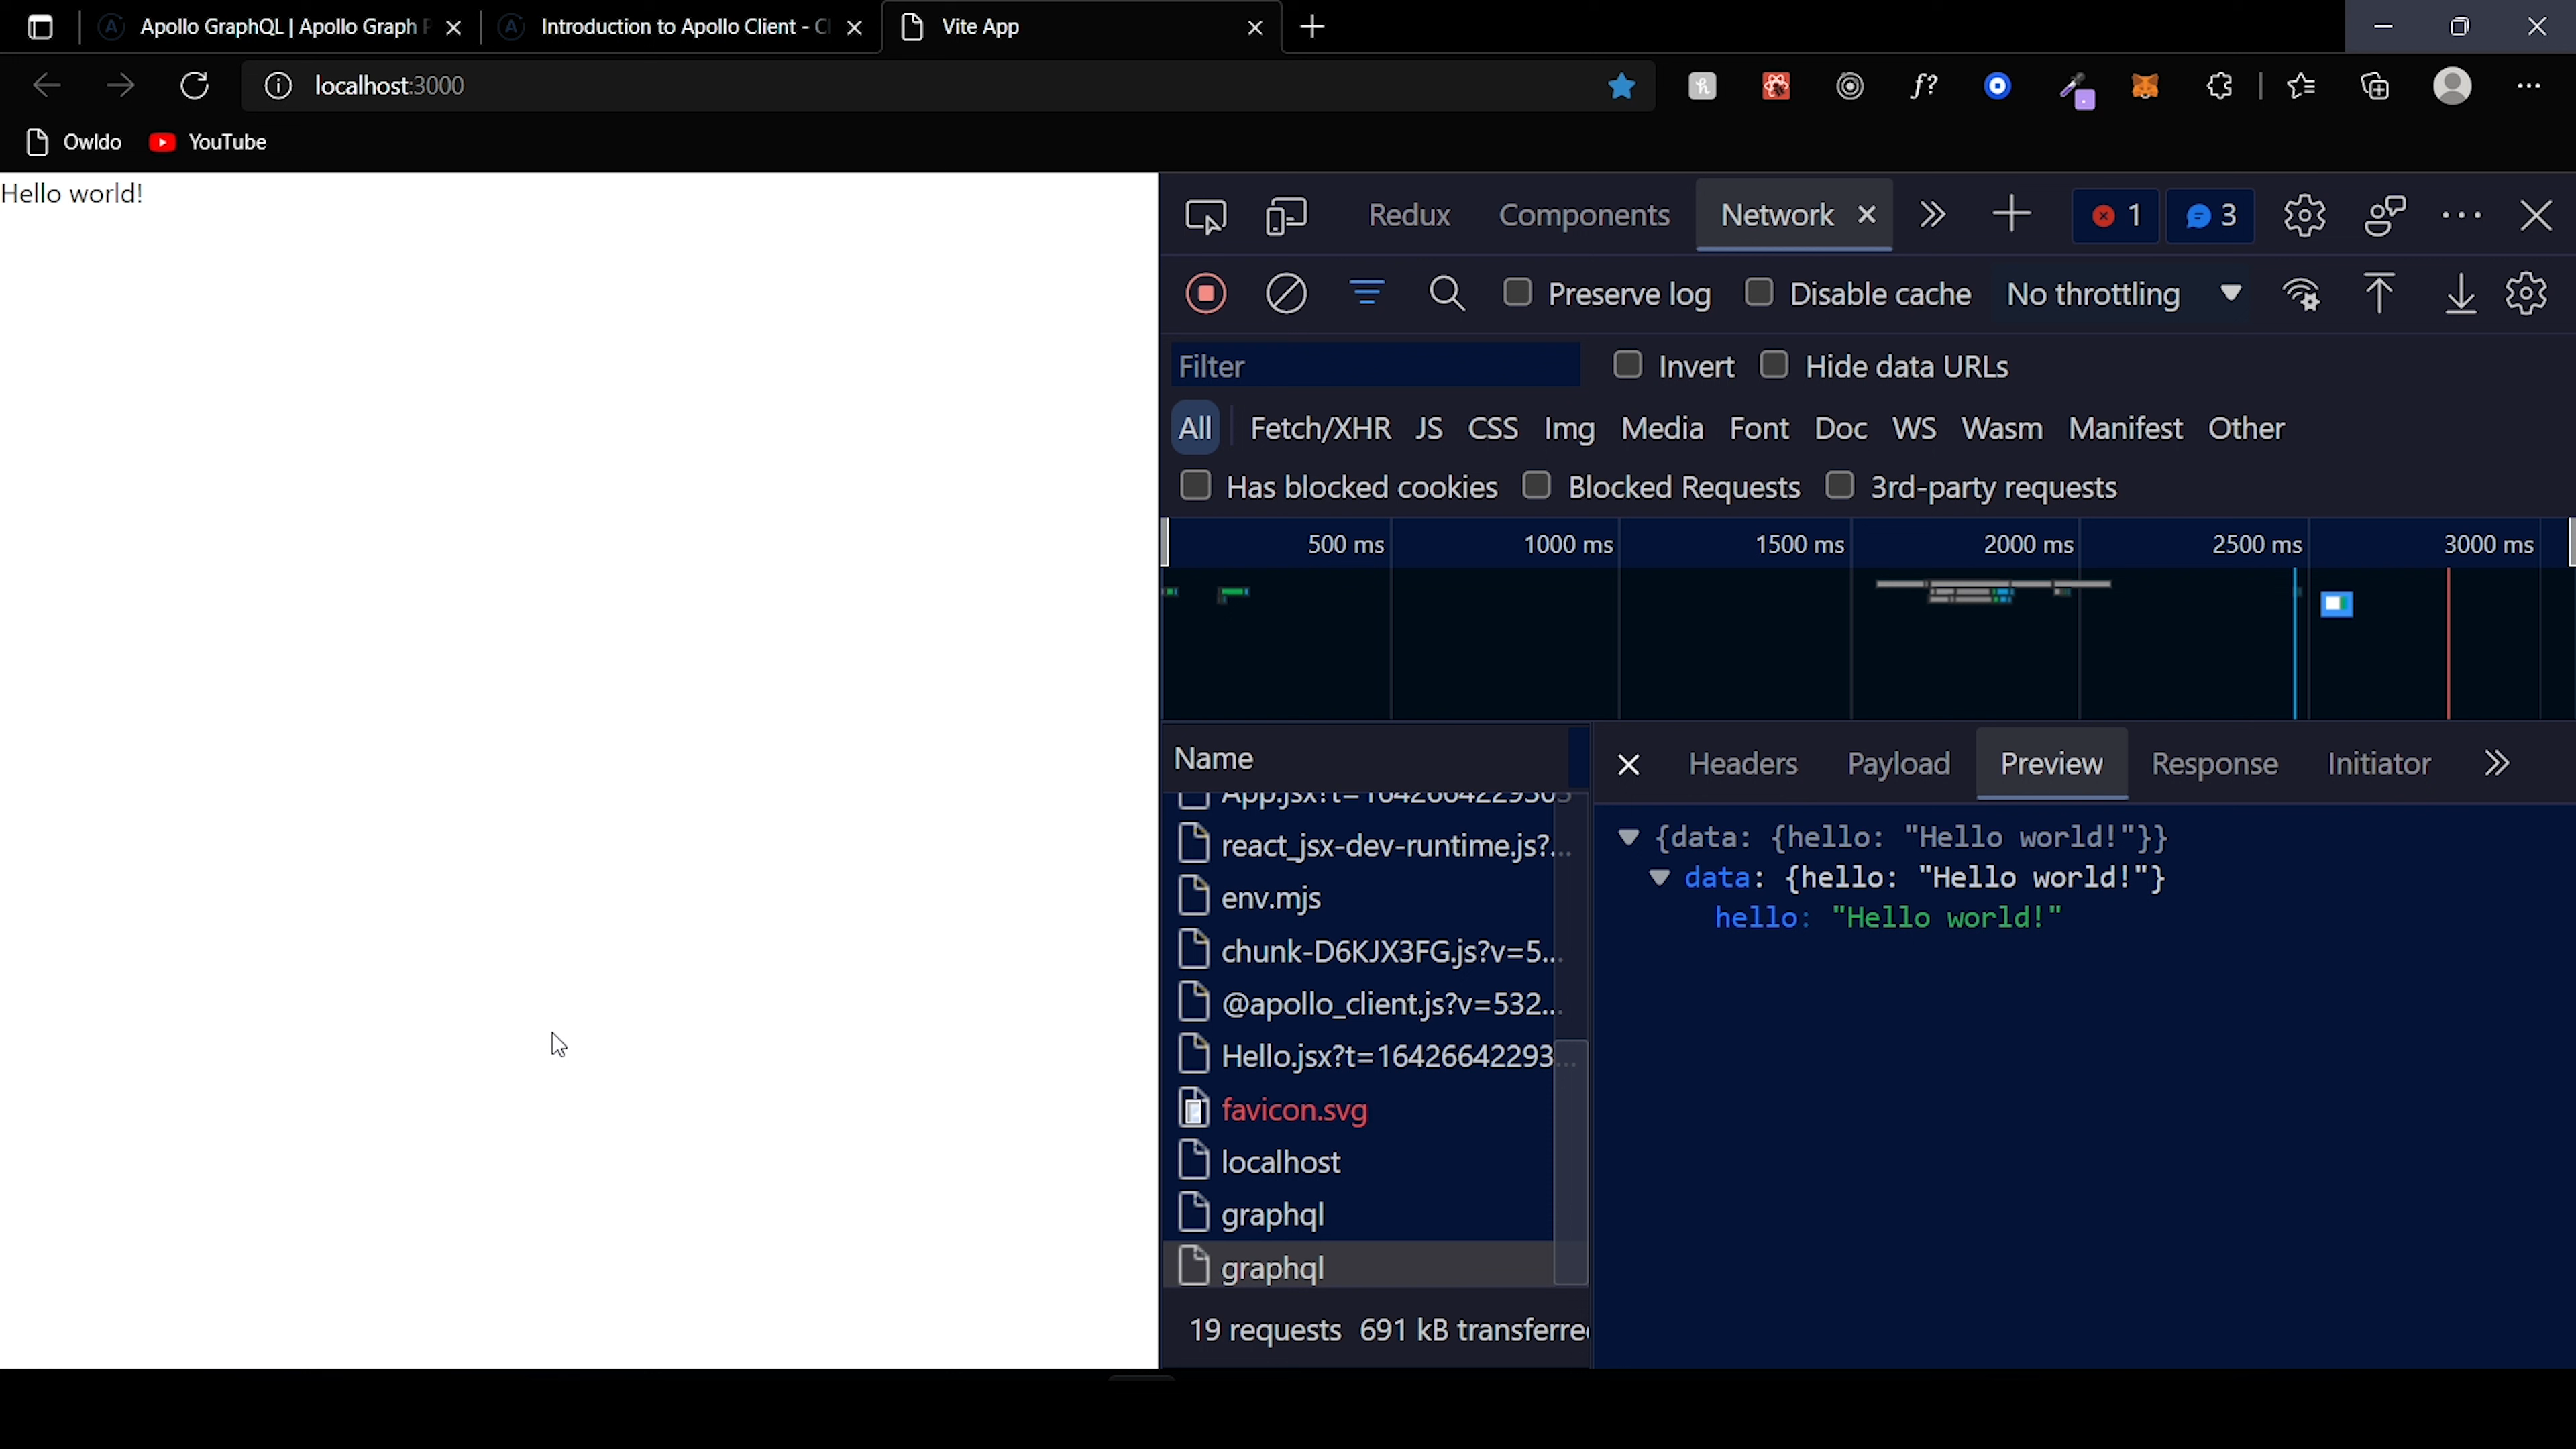 Apollo GraphQL | Apollo Graph
Introduction to Apollo Client - Cl
Vite App
localhost:3000
f?
Owldo
YouTube
Hello world!
Redux
Components
Network
1
3
Preserve log
Disable cache
No throttling
Filter
Invert
Hide data URLs
All
Fetch/XHR
JS
CSS
Img
Media
Font
Doc
WS
Wasm
Manifest
Other
Has blocked cookies
Blocked Requests
3rd-party requests
500 ms
1000 ms
1500 ms
2000 ms
2500 ms
3000 ms
Name
react_jsx-dev-runtime.js?...
env.mjs
chunk-D6KJX3FG.js?v=5...
@apollo_client.js?v=532...
Hello.jsx?t=16426642293...
favicon.svg
localhost
graphql
graphql
19 requests 691 kB transferre
Headers
Payload
Preview
Response
Initiator
{data: {hello: "Hello world!"}}
data: {hello: "Hello world!"}
hello: "Hello world!"